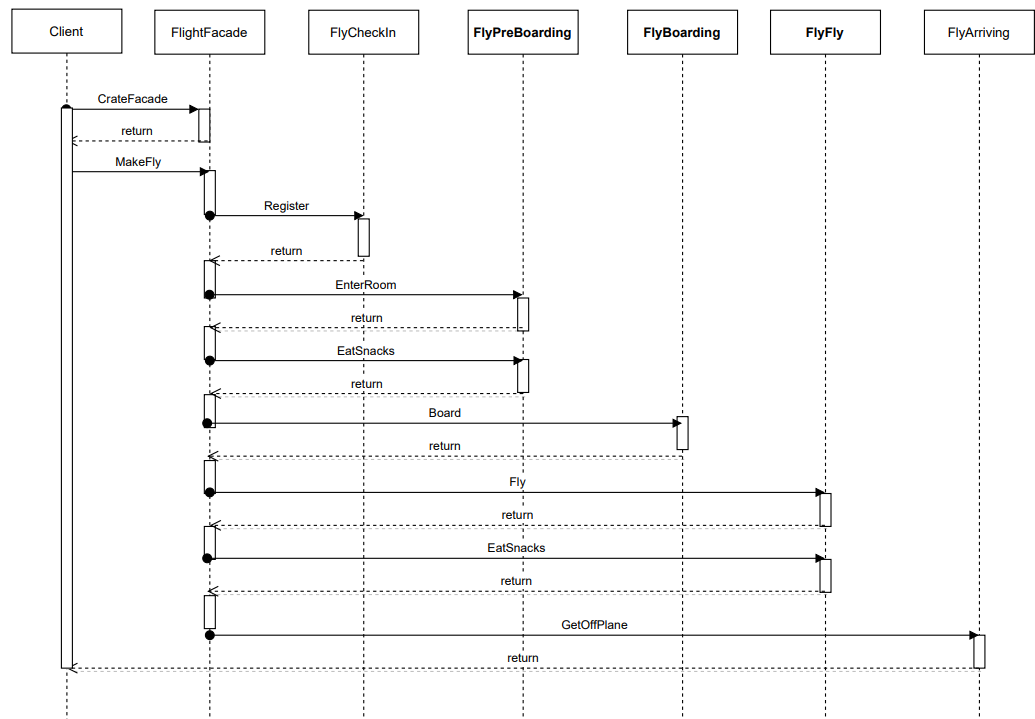 Client
FlightFacade
FlyCheckIn
FlyPreBoarding
FlyBoarding
FlyFly
FlyArriving
CrateFacade
return
MakeFly
Register
return
EnterRoom
return
EatSnacks
return
Board
return
Fly
return
EatSnacks
return
GetOffPlane
return